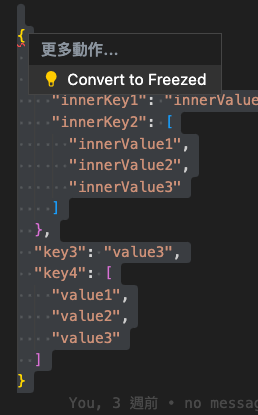 {
更多動作...
Convert to Freezed
"innerKey1": "innerValue
"innerKey2": [
"innerValue1",
"innerValue2",
"innerValue3"
]
},
"key3": "value3",
"key4": [
"value1",
"value2",
"value3"
]
}
You, 3 週前 • no messag